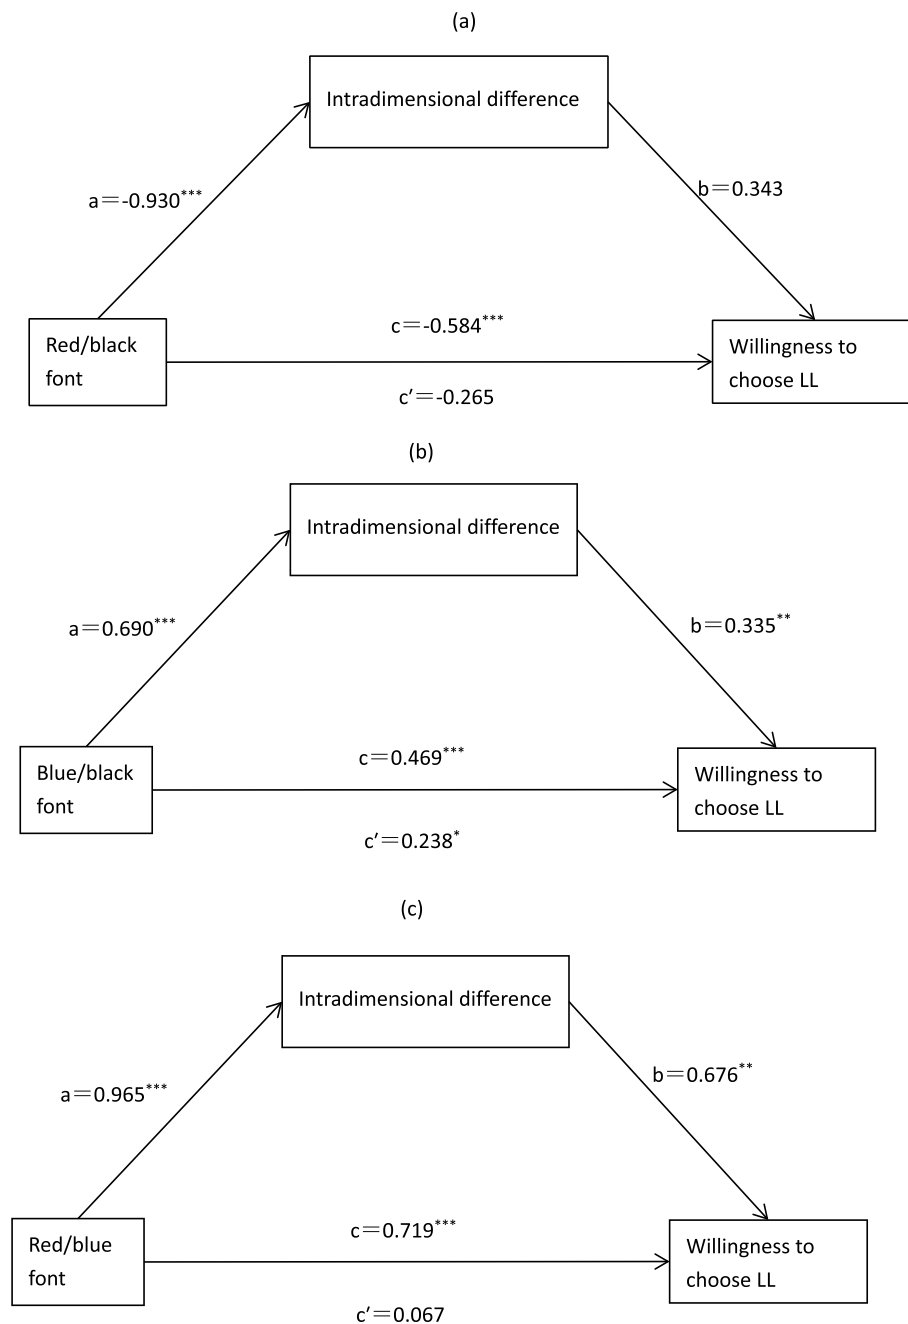 (a)
Intradimensional difference
a＝-0.930***
b＝0.343
Red/black
font
c＝-0.584***
Willingness to
choose LL
c′＝-0.265
(b)
Intradimensional difference
a＝0.690***
b＝0.335**
Blue/black
font
c＝0.469***
Willingness to
choose LL
c′＝0.238*
(c)
Intradimensional difference
a＝0.965***
b＝0.676**
Red/blue
font
c＝0.719***
Willingness to
choose LL
c′＝0.067